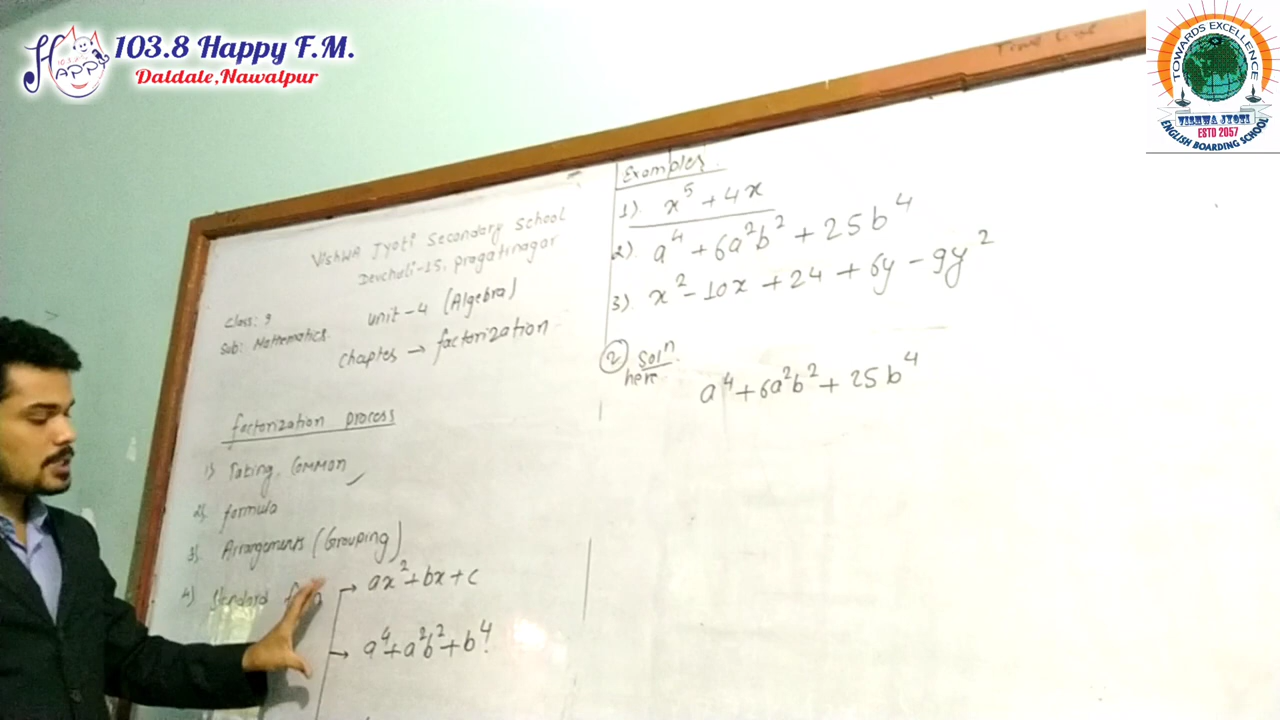 103.8 Happy F.M.
Daldale,Nawalpur
HAPPY
TOWARDS EXCELLENCE
VISHWA JYOTI
ESTD 2057
ENGLISH BOARDING SCHOOL
Vishwa Jyoti Secondary School
Devchuli-15, pragatinagar
Class: 9
unit-4 (Algebra)
Sub: Mathematics.
Chapter → factorization
factorization process
1) Taking Common
2) formula
3) Arrangements (Grouping)
4) Standard form
→ ax²+bx+c
→ a⁴+a²b²+b⁴
Examples.
1). x⁵+4x
2). a⁴+6a²b²+25b⁴
3). x²-10x+24+6y-9y²
② Solⁿ
here
a⁴+6a²b²+25b⁴